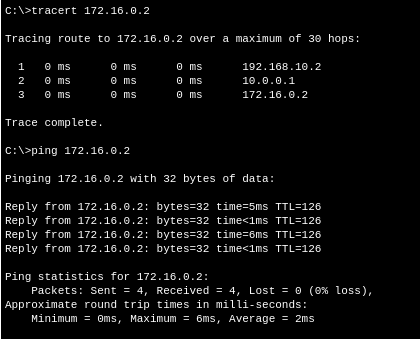 C:\>tracert 172.16.0.2
Tracing route to 172.16.0.2 over a maximum of 30 hops:
1 0 ms 0 ms 0 ms 192.168.10.2
2 0 ms 0 ms 0 ms 10.0.0.1
3 0 ms 0 ms 0 ms 172.16.0.2
Trace complete.
C:\>ping 172.16.0.2
Pinging 172.16.0.2 with 32 bytes of data:
Reply from 172.16.0.2: bytes=32 time=5ms TTL=126
Reply from 172.16.0.2: bytes=32 time<1ms TTL=126
Reply from 172.16.0.2: bytes=32 time=6ms TTL=126
Reply from 172.16.0.2: bytes=32 time<1ms TTL=126
Ping statistics for 172.16.0.2:
Packets: Sent = 4, Received = 4, Lost = 0 (0% loss),
Approximate round trip times in milli-seconds:
Minimum = 0ms, Maximum = 6ms, Average = 2ms